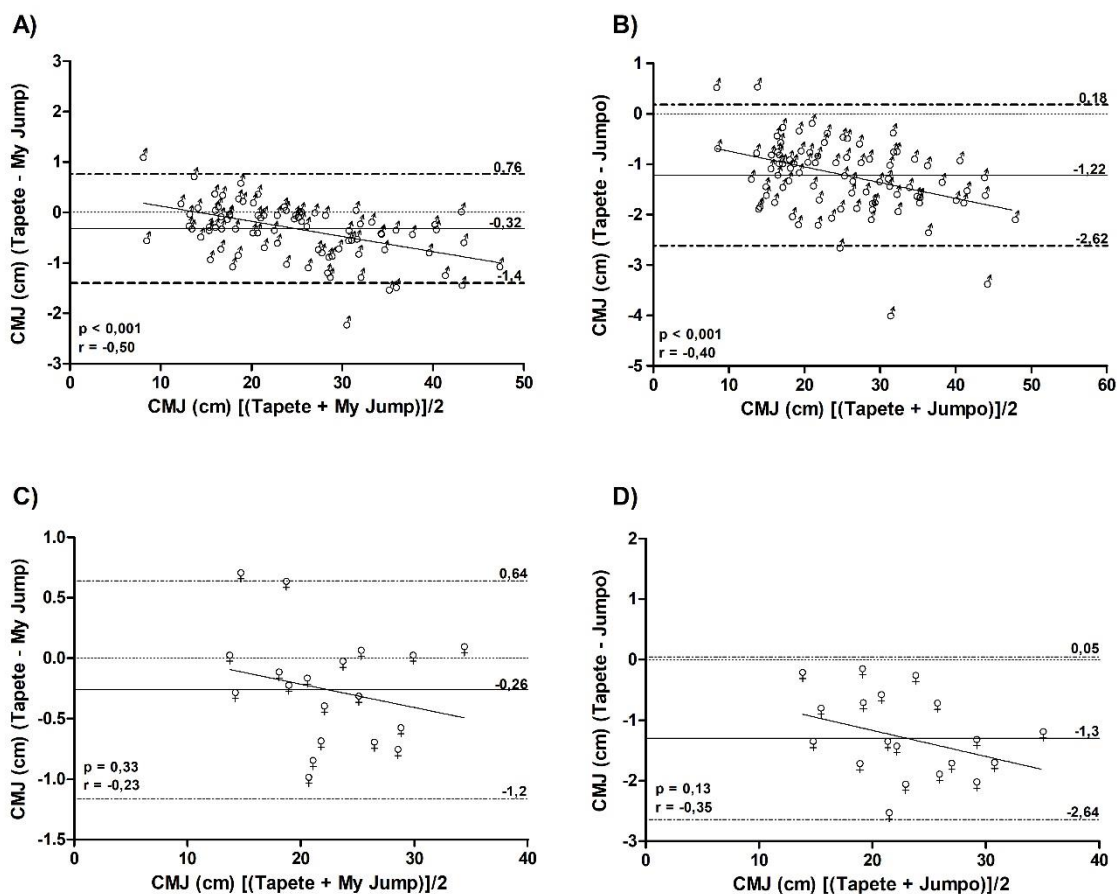 A)
CMJ (cm) (Tapete - My Jump)
3
2
1
0
-1
-2
-3
0,76
-0,32
-1,4
p < 0,001
r = -0,50
0 10 20 30 40 50
CMJ (cm) [(Tapete + My Jump)]/2
B)
CMJ (cm) (Tapete - Jumpo)
1
0
-1
-2
-3
-4
-5
0,18
-1,22
-2,62
p < 0,001
r = -0,40
0 10 20 30 40 50 60
CMJ (cm) [(Tapete + Jumpo)]/2
C)
CMJ (cm) (Tapete - My Jump)
1.0
0.5
0.0
-0.5
-1.0
-1.5
0,64
-0,26
-1,2
p = 0,33
r = -0,23
0 10 20 30 40
CMJ (cm) [(Tapete + My Jump)]/2
D)
CMJ (cm) (Tapete - Jumpo)
2
1
0
-1
-2
-3
0,05
-1,3
-2,64
p = 0,13
r = -0,35
0 10 20 30 40
CMJ (cm) [(Tapete + Jumpo)]/2